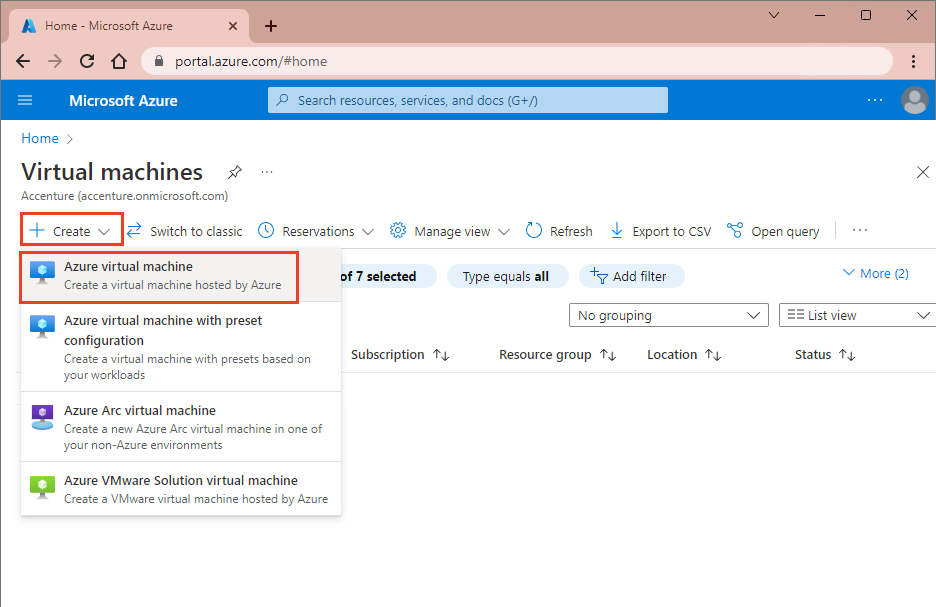 Home - Microsoft Azure
portal.azure.com/#home
Microsoft Azure
Search resources, services, and docs (G+/)
Home
Virtual machines
Accenture (accenture.onmicrosoft.com)
Create Switch to classic Reservations Manage view Refresh Export to CSV Open query
Azure virtual machine
Create a virtual machine hosted by Azure
Azure virtual machine with preset
configuration
Create a virtual machine with presets based on
your workloads
Azure Arc virtual machine
Create a new Azure Arc virtual machine in one of
your non-Azure environments
Azure VMware Solution virtual machine
Create a VMware virtual machine hosted by Azure
of 7 selected Type equals all Add filter More (2)
No grouping List view
Subscription Resource group Location Status